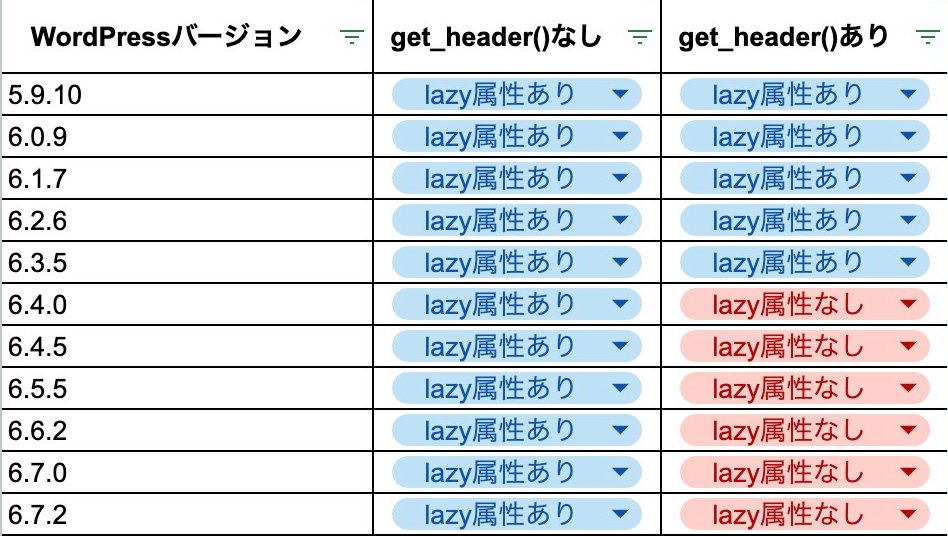 WordPressバージョン get_header()なし get_header()あり
5.9.10 lazy属性あり lazy属性あり
6.0.9 lazy属性あり lazy属性あり
6.1.7 lazy属性あり lazy属性あり
6.2.6 lazy属性あり lazy属性あり
6.3.5 lazy属性あり lazy属性あり
6.4.0 lazy属性あり lazy属性なし
6.4.5 lazy属性あり lazy属性なし
6.5.5 lazy属性あり lazy属性なし
6.6.2 lazy属性あり lazy属性なし
6.7.0 lazy属性あり lazy属性なし
6.7.2 lazy属性あり lazy属性なし